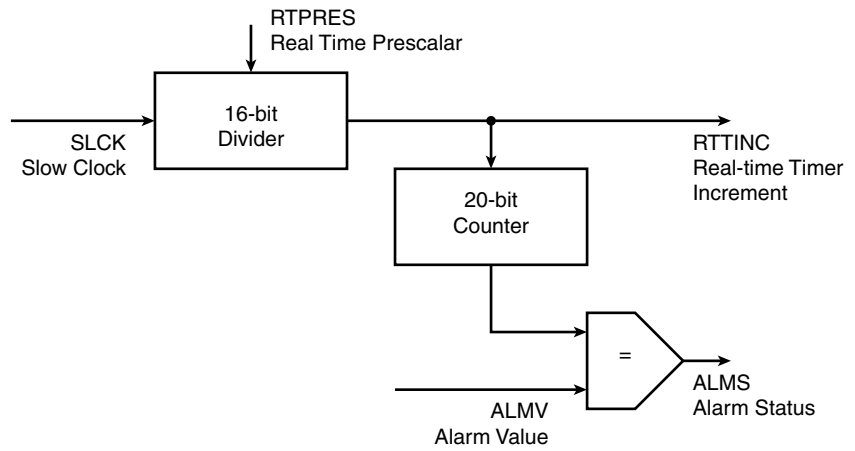 RTPRES
Real Time Prescalar
16-bit
Divider
SLCK
Slow Clock
RTTINC
Real-time Timer
Increment
20-bit
Counter
=
ALMV
Alarm Value
ALMS
Alarm Status